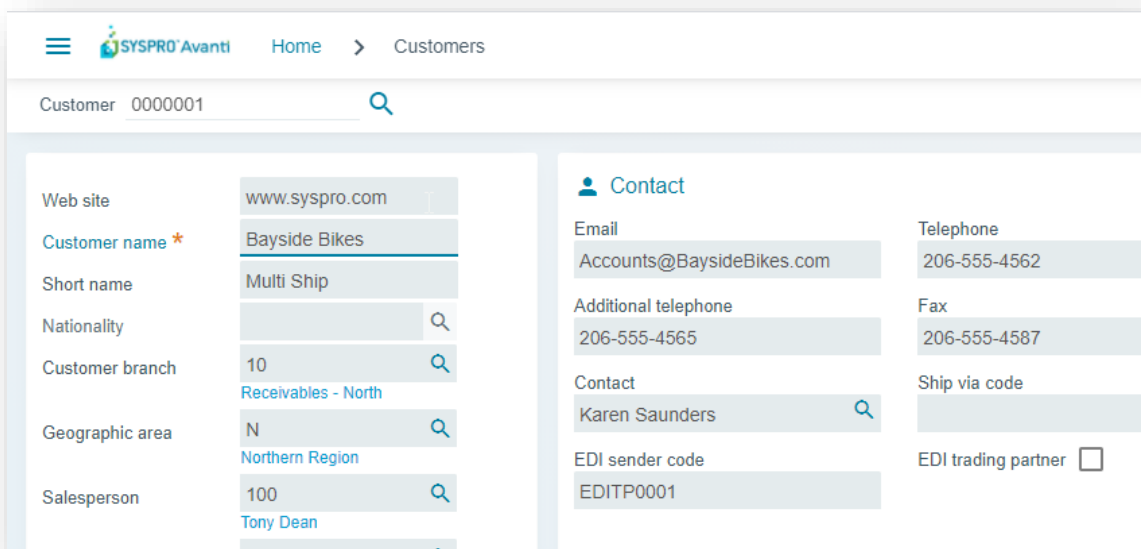 SYSPRO™Avanti Home > Customers
Customer 0000001
Web site www.syspro.com
Customer name * Bayside Bikes
Short name Multi Ship
Nationality
Customer branch 10
Receivables - North
Geographic area N
Northern Region
Salesperson 100
Tony Dean
Contact
Email
Accounts@BaysideBikes.com
Telephone
206-555-4562
Additional telephone
206-555-4565
Fax
206-555-4587
Contact
Karen Saunders
Ship via code
EDI sender code
EDITP0001
EDI trading partner